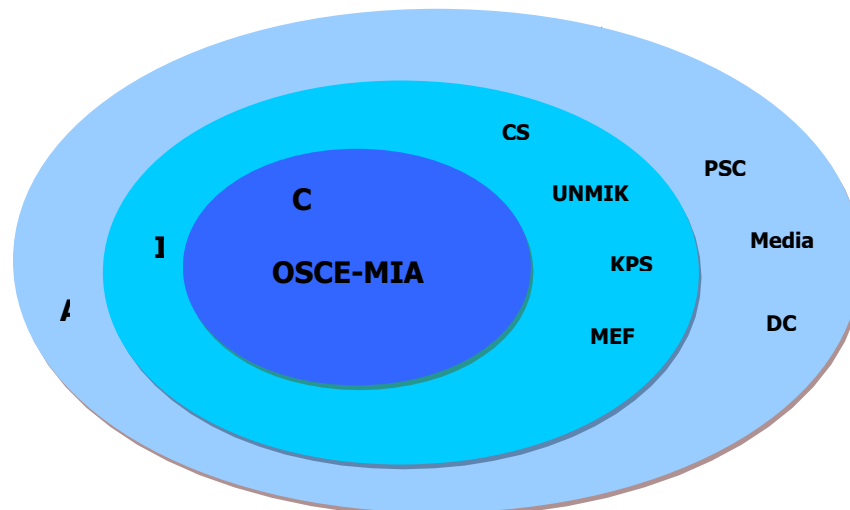 CS
PSC
C
UNMIK
Media
I
KPS
OSCE-MIA
A
DC
MEF